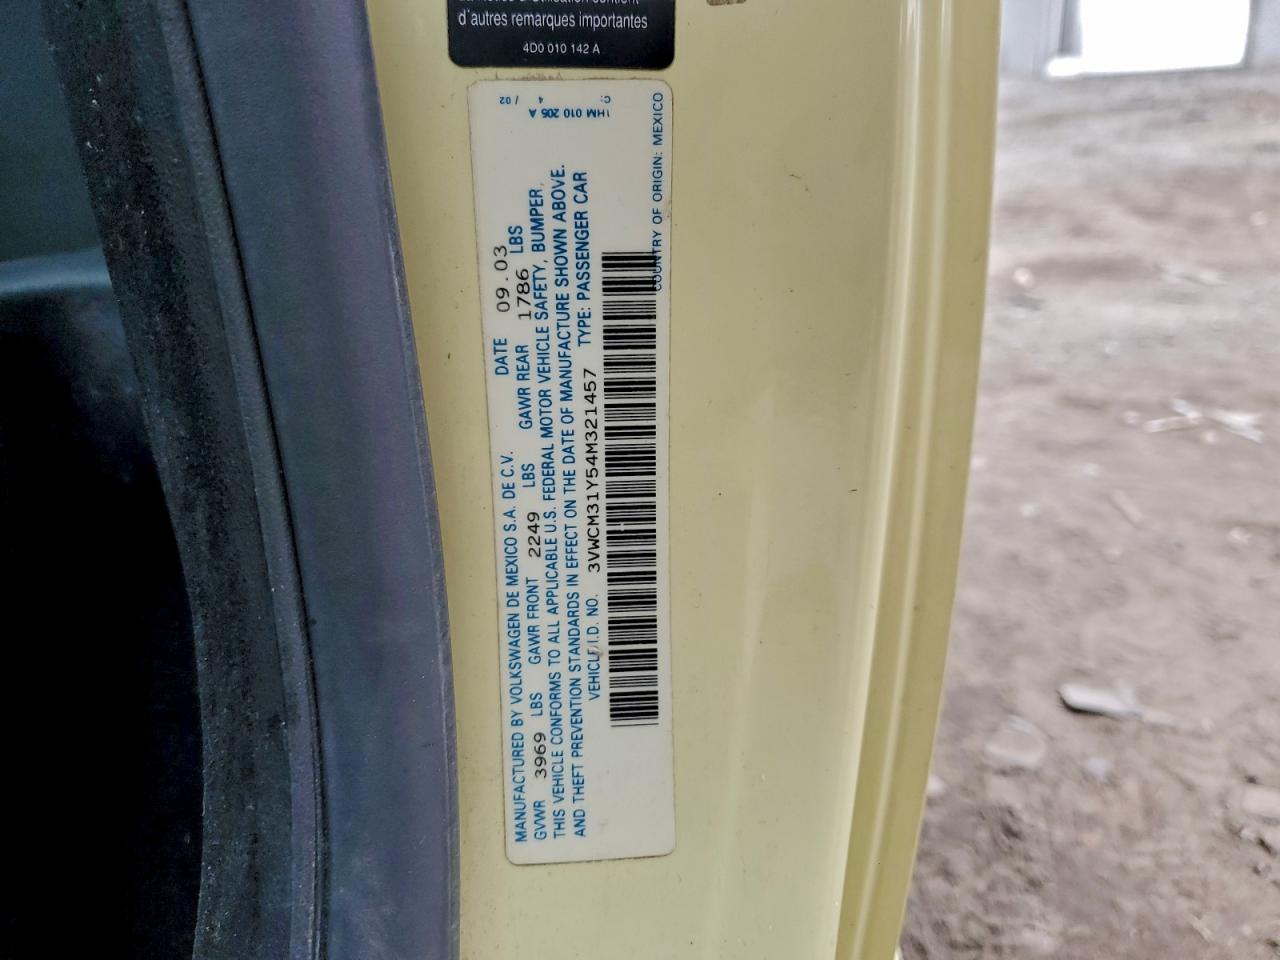 d'autres remarques importantes
4D0 010 142 A
1HM 010 205 A
C: 4 / 02
MANUFACTURED BY VOLKSWAGEN DE MEXICO S.A. DE C.V. DATE 09.03
GVWR 3969 LBS GAWR FRONT 2249 LBS GAWR REAR 1786 LBS
THIS VEHICLE CONFORMS TO ALL APPLICABLE U.S. FEDERAL MOTOR VEHICLE SAFETY, BUMPER,
AND THEFT PREVENTION STANDARDS IN EFFECT ON THE DATE OF MANUFACTURE SHOWN ABOVE.
VEHICLE I.D. NO. 3VWCM31Y54M321457 TYPE: PASSENGER CAR
COUNTRY OF ORIGIN: MEXICO